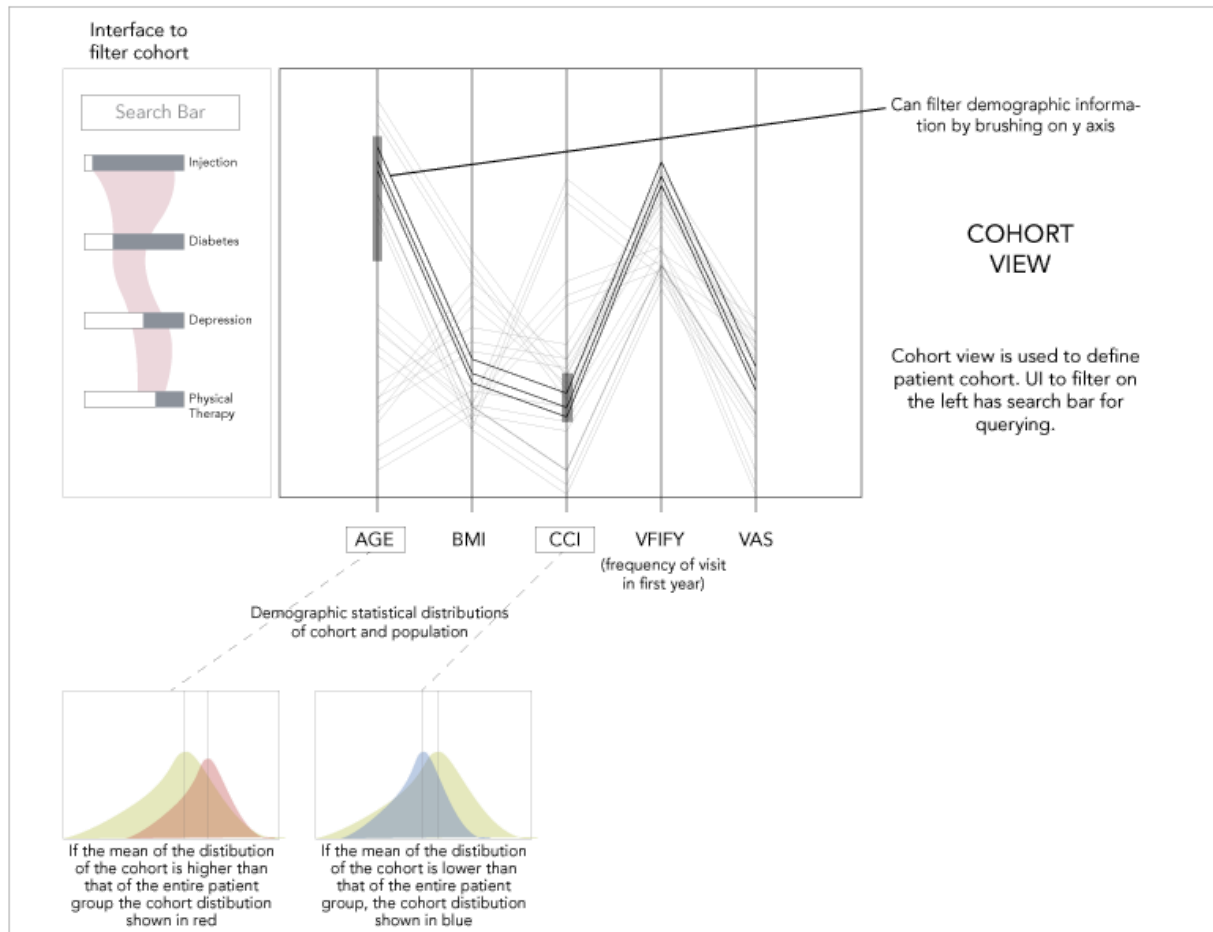 Interface to
filter cohort
Search Bar
Injection
Diabetes
Depression
Physical
Therapy
Can filter demographic informa-
tion by brushing on y axis
COHORT
VIEW
Cohort view is used to define
patient cohort. UI to filter on
the left has search bar for
querying.
AGE
BMI
CCI
VFIFY
VAS
(frequency of visit
in first year)
Demographic statistical distributions
of cohort and population
If the mean of the distibution
of the cohort is higher than
that of the entire patient
group the cohort distibution
shown in red
If the mean of the distibution
of the cohort is lower than
that of the entire patient
group, the cohort distibution
shown in blue